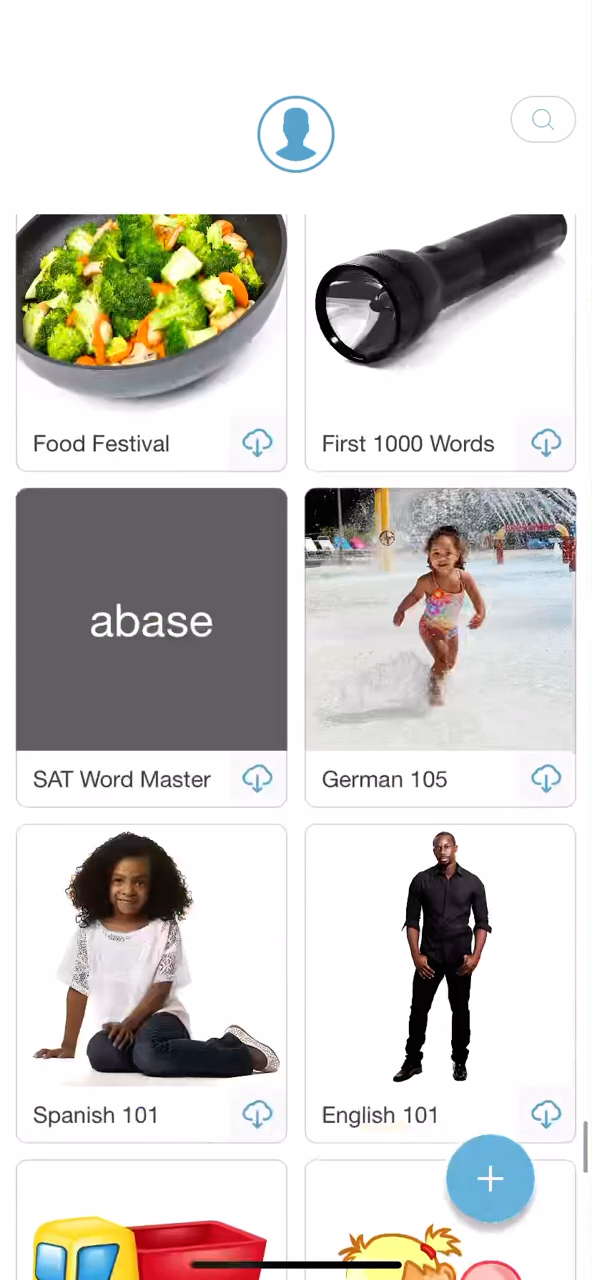 Food Festival
First 1000 Words
abase
SAT Word Master
German 105
Spanish 101
English 101